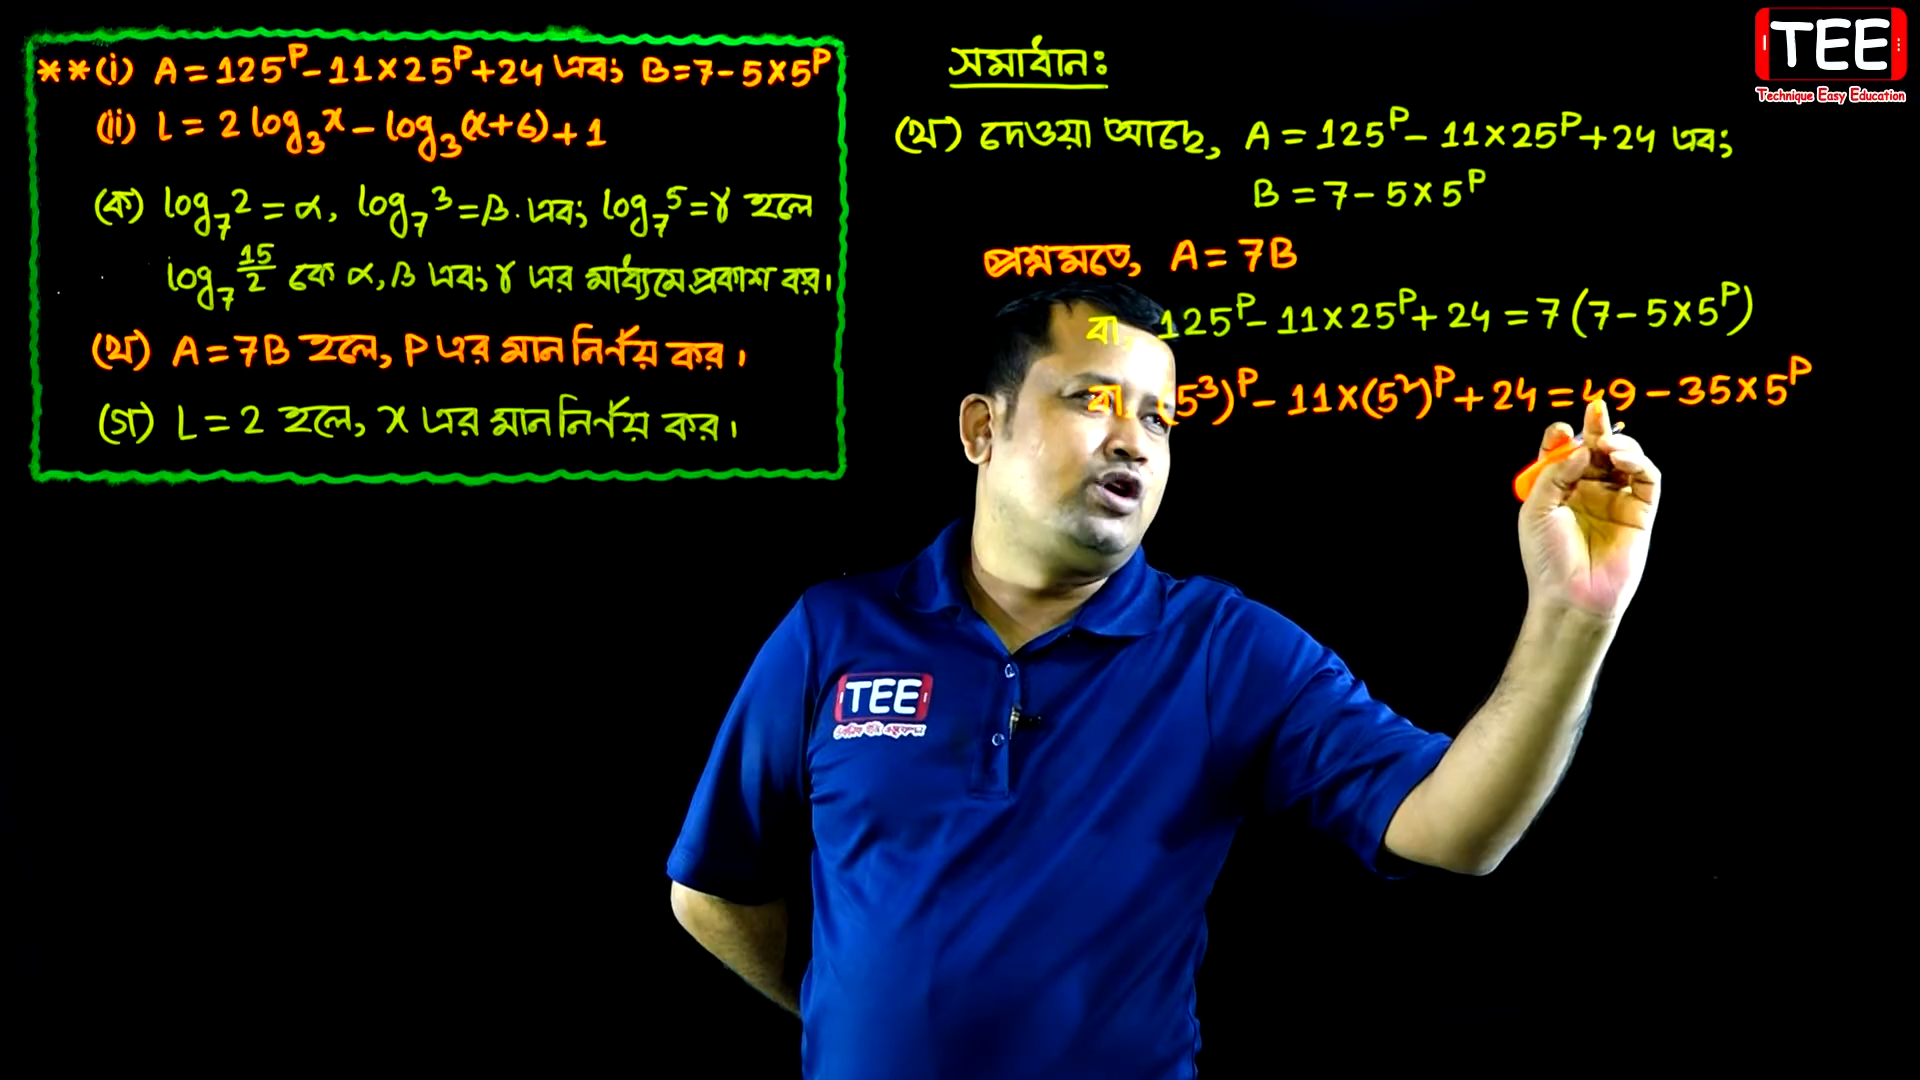 **(i) A=125^P-11×25^P+24 এবং B=7-5×5^P
(ii) L = 2 log₃x - log₃(x+6)+1
(ক) log₇2=α, log₇3=β. এবং log₇5=γ হলে
log₇ 15/2 কে α, β এবং γ এর মাধ্যমে প্রকাশ কর।
(খ) A=7B হলে, P এর মান নির্ণয় কর।
(গ) L=2 হলে, x এর মান নির্ণয় কর।
সমাধান:
(খ) দেওয়া আছে, A=125^P-11×25^P+24 এবং
B=7-5×5^P
প্রশ্নমতে, A=7B
বা, 125^P-11×25^P+24=7(7-5×5^P)
বা, (5³)^P-11×(5²)^P+24=49-35×5^P
TEE
Technique Easy Education
TEE